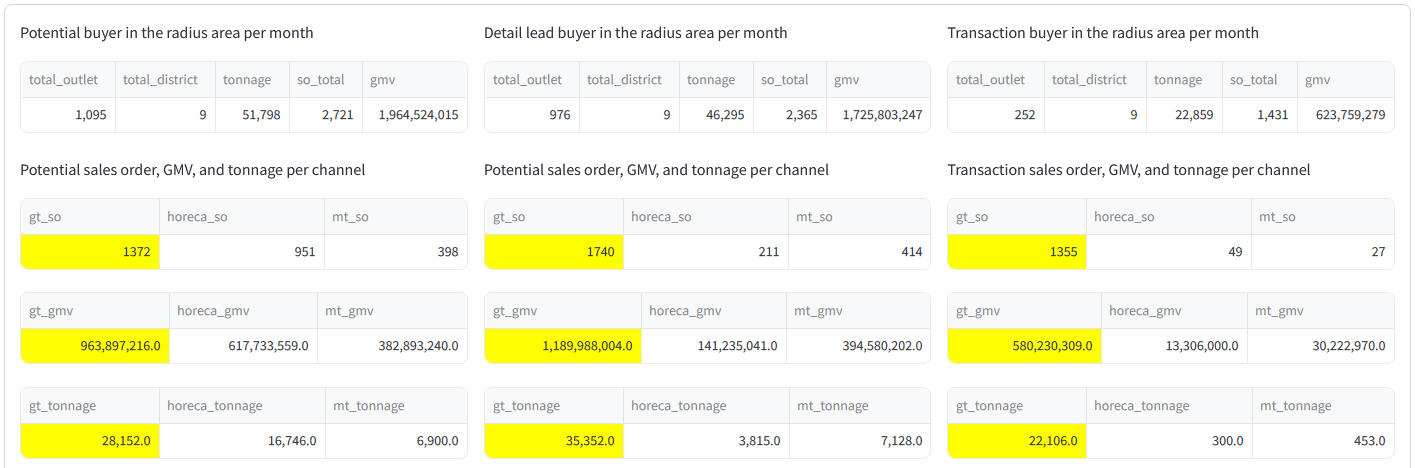 Potential buyer in the radius area per month
total_outlet total_district tonnage so_total gmv
1,095 9 51,798 2,721 1,964,524,015
Detail lead buyer in the radius area per month
total_outlet total_district tonnage so_total gmv
976 9 46,295 2,365 1,725,803,247
Transaction buyer in the radius area per month
total_outlet total_district tonnage so_total gmv
252 9 22,859 1,431 623,759,279
Potential sales order, GMV, and tonnage per channel
gt_so horeca_so mt_so
1372 951 398
gt_gmv horeca_gmv mt_gmv
963,897,216.0 617,733,559.0 382,893,240.0
gt_tonnage horeca_tonnage mt_tonnage
28,152.0 16,746.0 6,900.0
Potential sales order, GMV, and tonnage per channel
gt_so horeca_so mt_so
1740 211 414
gt_gmv horeca_gmv mt_gmv
1,189,988,004.0 141,235,041.0 394,580,202.0
gt_tonnage horeca_tonnage mt_tonnage
35,352.0 3,815.0 7,128.0
Transaction sales order, GMV, and tonnage per channel
gt_so horeca_so mt_so
1355 49 27
gt_gmv horeca_gmv mt_gmv
580,230,309.0 13,306,000.0 30,222,970.0
gt_tonnage horeca_tonnage mt_tonnage
22,106.0 300.0 453.0